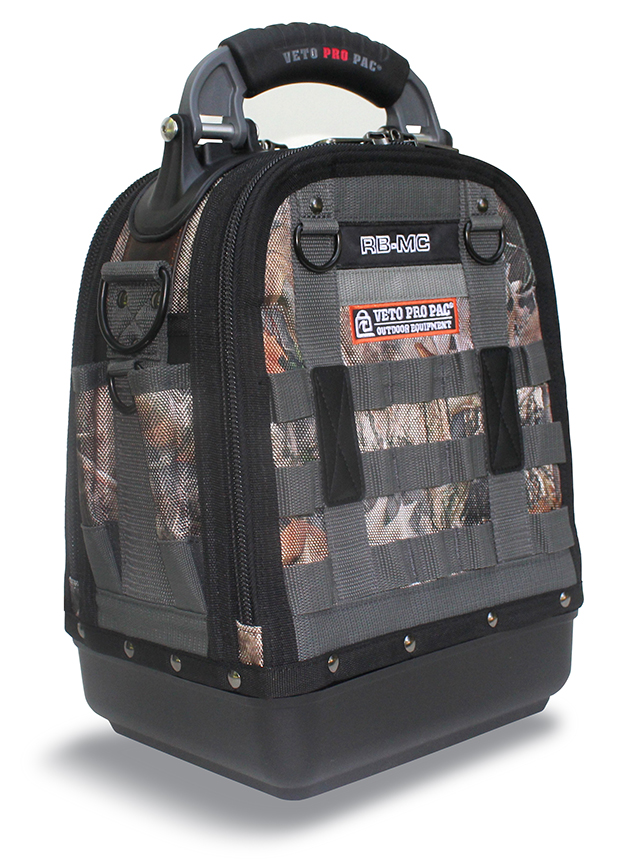 VETO PRO PAC®
RB-MC
VETO PRO PAC®
OUTDOOR EQUIPMENT